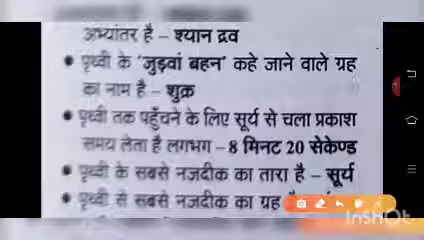 अभ्यांतर है – श्यान द्रव
• पृथ्वी के 'जुड़वां बहन' कहे जाने वाले ग्रह
का नाम है – शुक्र
• पृथ्वी तक पहुँचने के लिए सूर्य से चला प्रकाश
समय लेता है लगभग – 8 मिनट 20 सेकेण्ड
• पृथ्वी के सबसे नजदीक का तारा है – सूर्य
• पृथ्वी से सबसे नजदीक का ग्रह
INSHOT